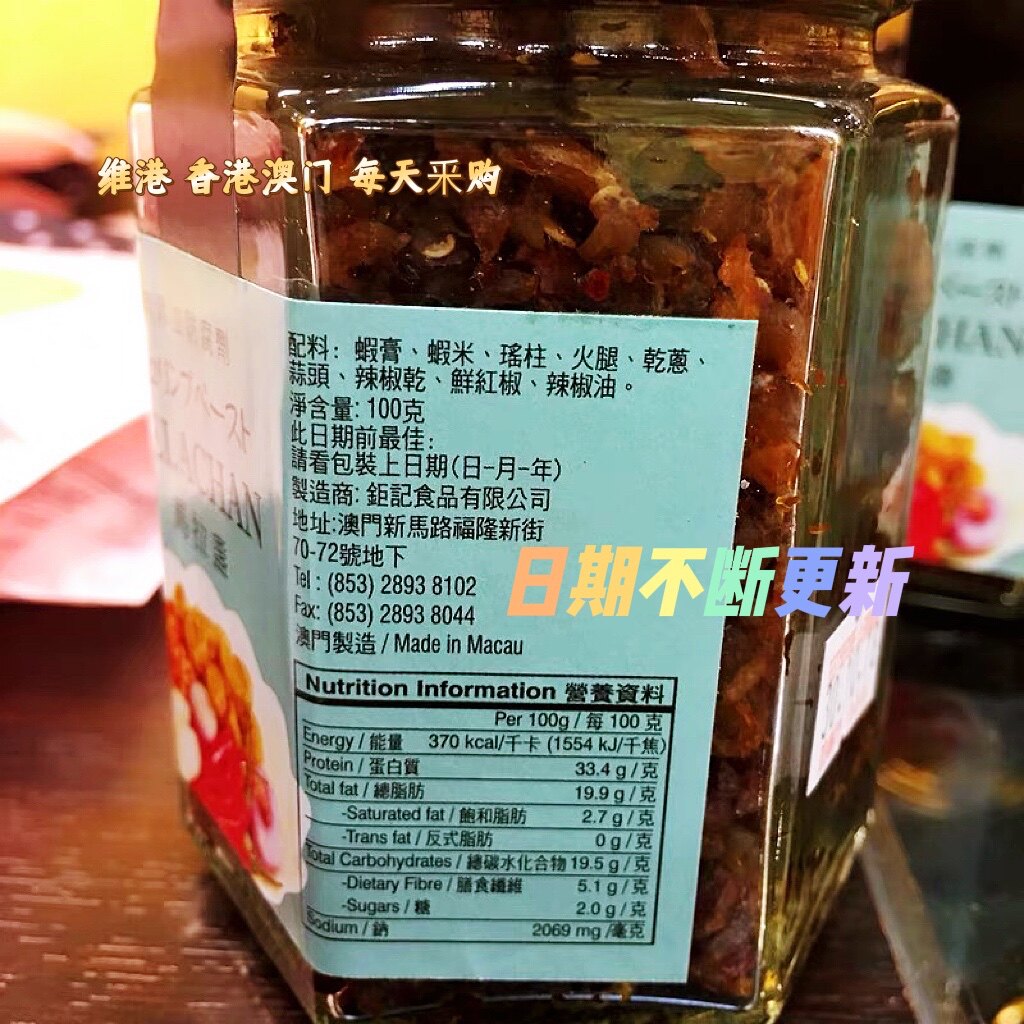 维港 香港澳门 每天采购
配料：蝦膏、蝦米、瑤柱、火腿、乾蔥、
蒜頭、辣椒乾、鮮紅椒、辣椒油。
淨含量: 100克
此日期前最佳：
請看包裝上日期(日-月-年)
製造商: 鉅記食品有限公司
地址:澳門新馬路福隆新街
70-72號地下
Tel : (853) 2893 8102
Fax: (853) 2893 8044
澳門製造 / Made in Macau
日期不断更新
Nutrition Information 營養資料
Per 100g / 每 100 克
Energy / 能量 370 kcal/千卡 (1554 kJ/千焦)
Protein / 蛋白質 33.4 g / 克
Total fat / 總脂肪 19.9 g / 克
-Saturated fat / 飽和脂肪 2.7 g / 克
-Trans fat / 反式脂肪 0 g / 克
Total Carbohydrates / 總碳水化合物 19.5 g / 克
-Dietary Fibre / 膳食纖維 5.1 g / 克
-Sugars / 糖 2.0 g / 克
Sodium / 鈉 2069 mg /毫克